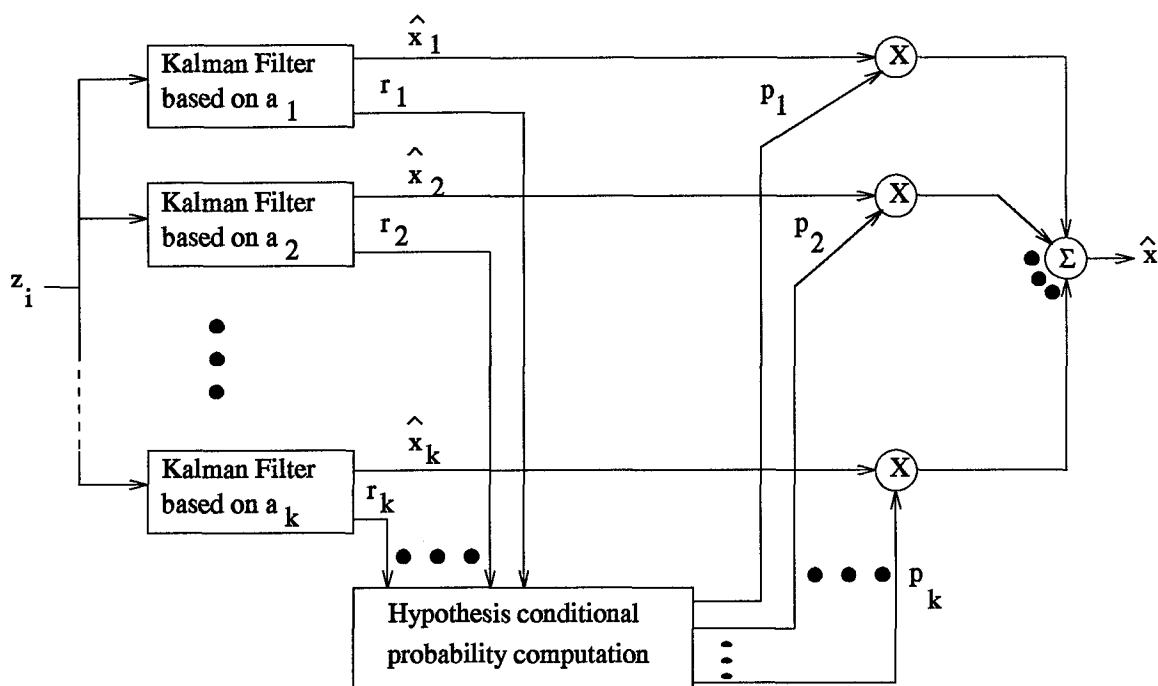 x̂1
Kalman Filter
based on a 1
r1
p1
X
x̂2
Kalman Filter
based on a 2
r2
p2
X
zi
Σ
x̂
x̂k
Kalman Filter
based on a k
rk
X
pk
Hypothesis conditional
probability computation